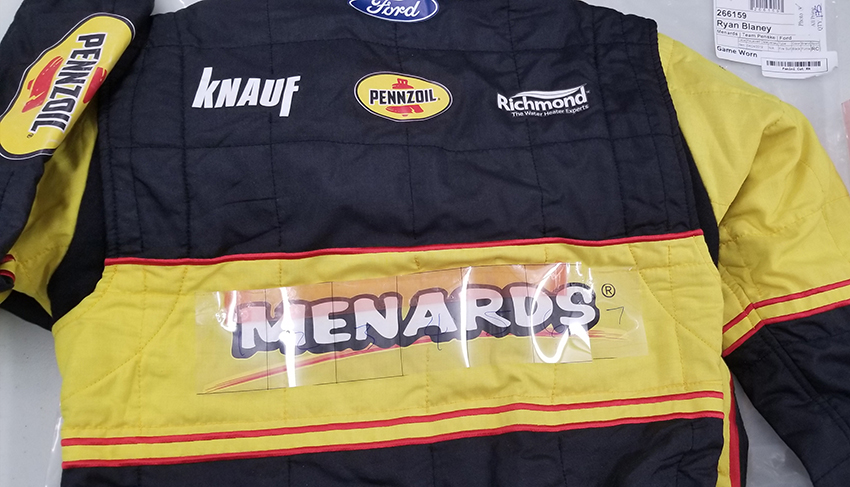 Ford
266159
Ryan Blaney
Menards | Team Penske | Ford
Game Worn
PENNZOIL
®
KNAUF
PENNZOIL
®
Richmond
The Water Heater Experts
MENARDS®
7